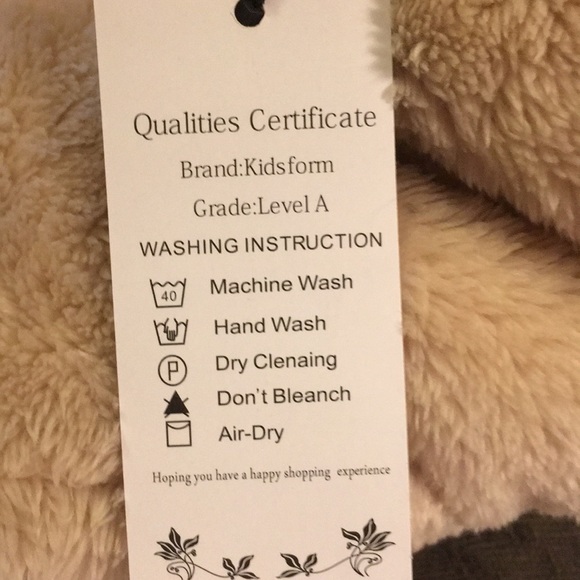 Qualities Certificate
Brand:Kidsform
Grade:Level A
WASHING INSTRUCTION
40 Machine Wash
Hand Wash
P Dry Clenaing
Don't Bleanch
Air-Dry
Hoping you have a happy shopping experience